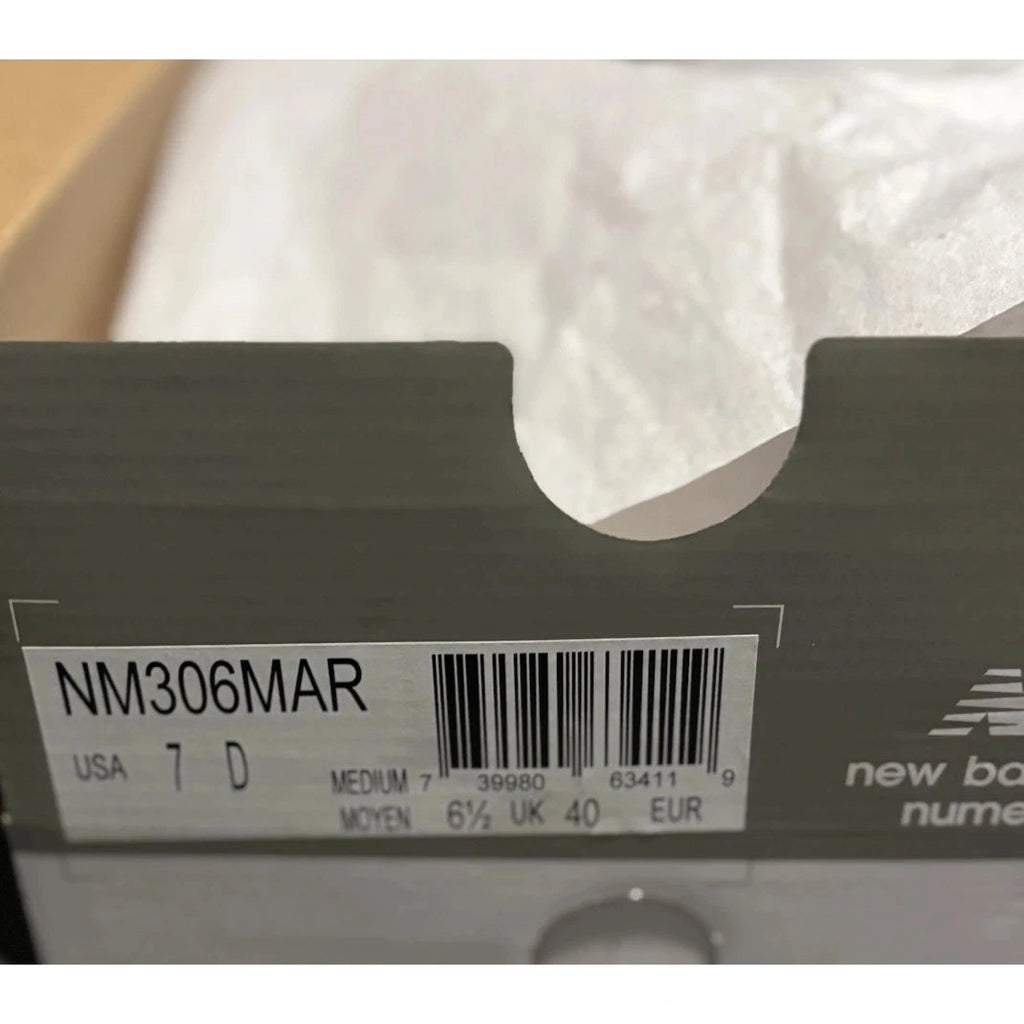 NM306MAR
USA 7 D
MEDIUM 7 39980 63411 9
MOYEN 6½ UK 40 EUR
new ba
nume